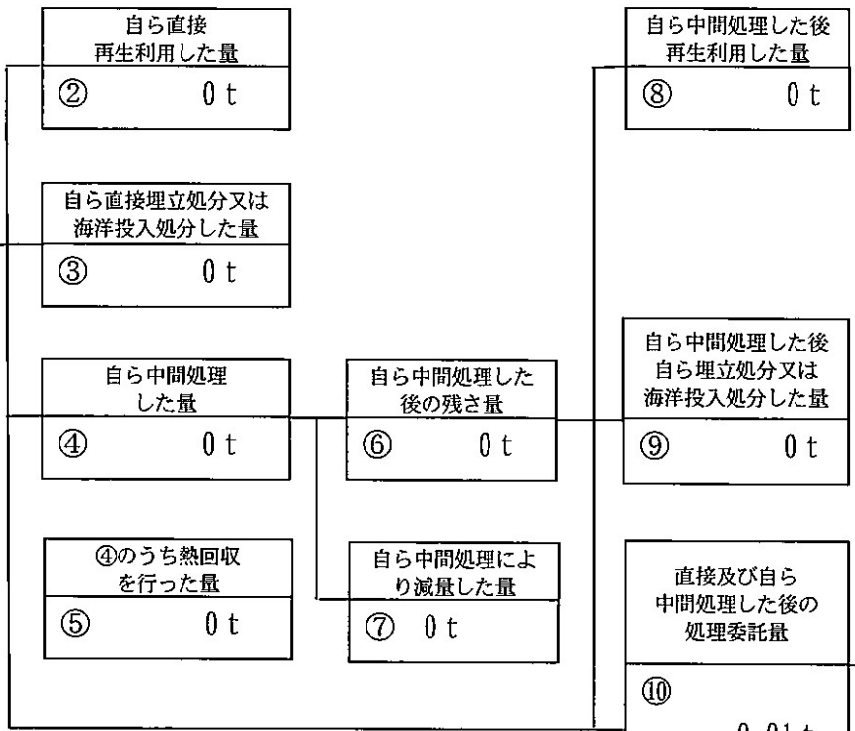 自ら直接
再生利用した量
② 0 t
自ら中間処理した後
再生利用した量
⑧ 0 t
自ら直接埋立処分又は
海洋投入処分した量
③ 0 t
自ら中間処理
した量
④ 0 t
自ら中間処理した
後の残さ量
⑥ 0 t
自ら中間処理した後
自ら埋立処分又は
海洋投入処分した量
⑨ 0 t
④のうち熱回収
を行った量
⑤ 0 t
自ら中間処理によ
り減量した量
⑦ 0 t
直接及び自ら
中間処理した後の
処理委託量
⑩
0.01 t